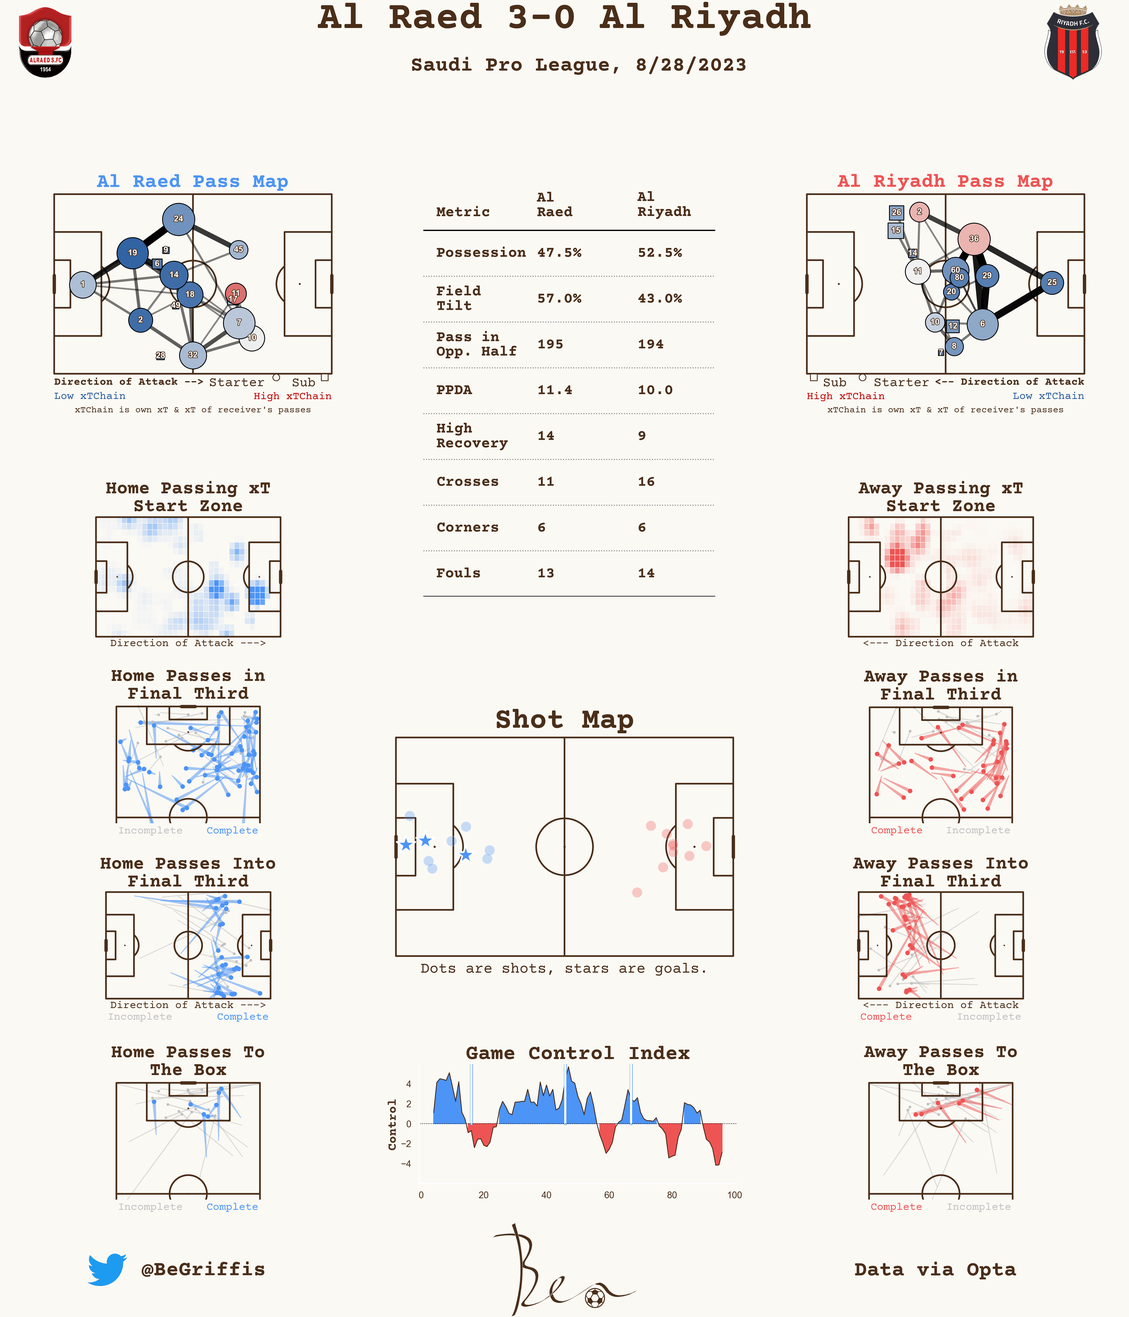 Al Raed 3-0 Al Riyadh
Saudi Pro League, 8/28/2023
ALRAED S.FC
1954
RIYADH F.C.
Al Raed Pass Map
24
19
9
45
6
14
1
18
11
17
49
2
7
10
28
32
Direction of Attack --> Starter Sub
Low xTChain High xTChain
xTChain is own xT & xT of receiver's passes
Metric Al Raed Al Riyadh
Possession 47.5% 52.5%
Field Tilt 57.0% 43.0%
Pass in Opp. Half 195 194
PPDA 11.4 10.0
High Recovery 14 9
Crosses 11 16
Corners 6 6
Fouls 13 14
Al Riyadh Pass Map
26
2
15
36
11
60
80
29
25
20
10
12
6
8
7
Sub Starter <-- Direction of Attack
High xTChain Low xTChain
xTChain is own xT & xT of receiver's passes
Home Passing xT
Start Zone
Direction of Attack --->
Away Passing xT
Start Zone
<--- Direction of Attack
Home Passes in
Final Third
Incomplete Complete
Shot Map
Dots are shots, stars are goals.
Away Passes in
Final Third
Complete Incomplete
Home Passes Into
Final Third
Direction of Attack --->
Incomplete Complete
Away Passes Into
Final Third
<--- Direction of Attack
Complete Incomplete
Home Passes To
The Box
Incomplete Complete
Game Control Index
Control
4
2
0
−2
−4
0 20 40 60 80 100
Away Passes To
The Box
Complete Incomplete
@BeGriffis
Ben
Data via Opta